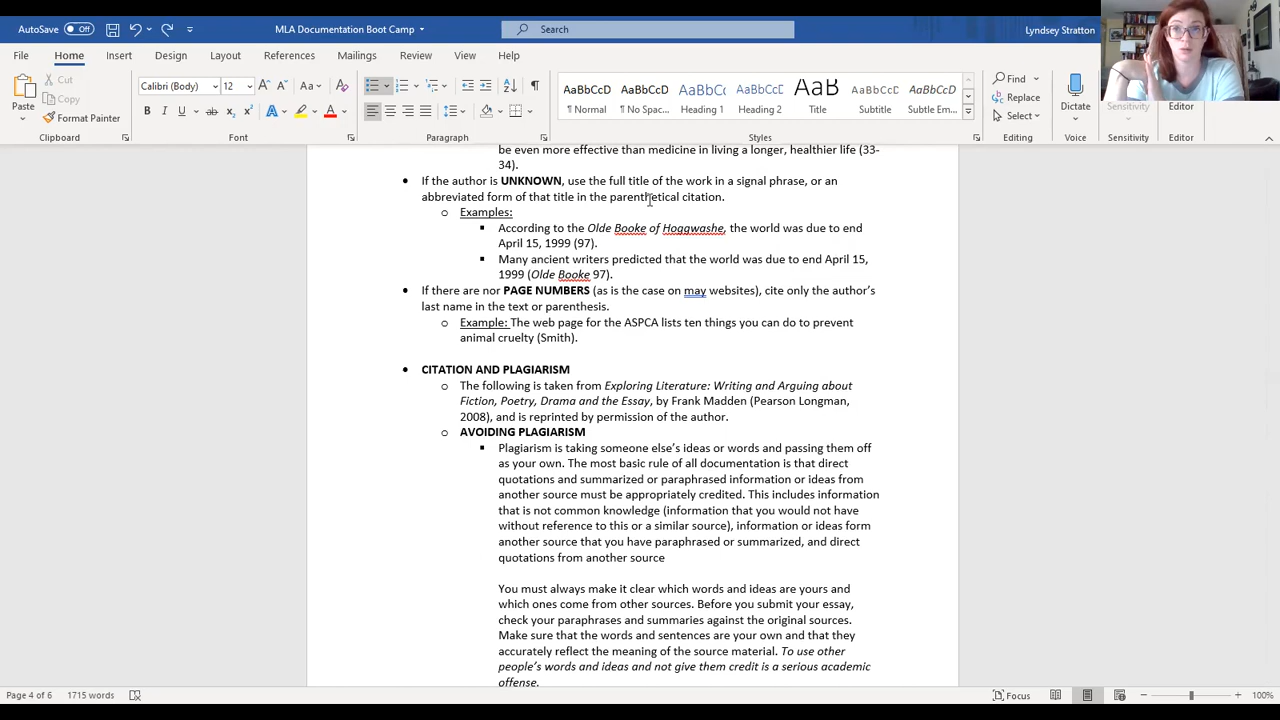 AutoSave Off MLA Documentation Boot Camp Search Lyndsey Stratton
File Home Insert Design Layout References Mailings Review View Help
Cut
Copy
Paste Format Painter
Calibri (Body) 12
Aa
B I U ab x₂ x² A A
AaBbCcD AaBbCcD AaBbCc AaBbCcD AaB AaBbCcD AaBbCcD
¶ Normal ¶ No Spac... Heading 1 Heading 2 Title Subtitle Subtle Em...
Find
Replace
Select
Dictate Sensitivity Editor
Clipboard Font Paragraph Styles Editing Voice Sensitivity Editor
be even more effective than medicine in living a longer, healthier life (33-
34).
• If the author is UNKNOWN, use the full title of the work in a signal phrase, or an
abbreviated form of that title in the parenthetical citation.
o Examples:
▪ According to the Olde Booke of Hoggwashe, the world was due to end
April 15, 1999 (97).
▪ Many ancient writers predicted that the world was due to end April 15,
1999 (Olde Booke 97).
• If there are nor PAGE NUMBERS (as is the case on may websites), cite only the author’s
last name in the text or parenthesis.
o Example: The web page for the ASPCA lists ten things you can do to prevent
animal cruelty (Smith).
• CITATION AND PLAGIARISM
o The following is taken from Exploring Literature: Writing and Arguing about
Fiction, Poetry, Drama and the Essay, by Frank Madden (Pearson Longman,
2008), and is reprinted by permission of the author.
o AVOIDING PLAGIARISM
▪ Plagiarism is taking someone else’s ideas or words and passing them off
as your own. The most basic rule of all documentation is that direct
quotations and summarized or paraphrased information or ideas from
another source must be appropriately credited. This includes information
that is not common knowledge (information that you would not have
without reference to this or a similar source), information or ideas form
another source that you have paraphrased or summarized, and direct
quotations from another source
You must always make it clear which words and ideas are yours and
which ones come from other sources. Before you submit your essay,
check your paraphrases and summaries against the original sources.
Make sure that the words and sentences are your own and that they
accurately reflect the meaning of the source material. To use other
people’s words and ideas and not give them credit is a serious academic
offense.
Page 4 of 6 1715 words Focus 100%